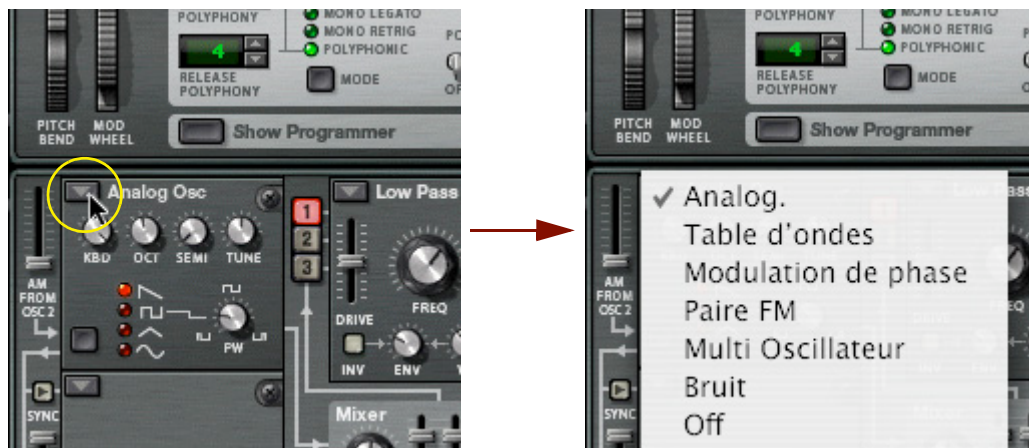 POLYPHONY
MONO LEGATO
MONO RETRIG
POLYPHONIC
4
RELEASE
POLYPHONY
MODE
PITCH
BEND
MOD
WHEEL
Show Programmer
Analog Osc
KBD OCT SEMI TUNE
AM
FROM
OSC 2
PW
SYNC
1
2
3
Low Pass
DRIVE
FREQ
INV
ENV
Mixer
POLYPHONY
MONO LEGATO
MONO RETRIG
POLYPHONIC
4
RELEASE
POLYPHONY
MODE
PITCH
BEND
MOD
WHEEL
Show Programmer
AM
FROM
OSC 2
SYNC
✓ Analog.
Table d'ondes
Modulation de phase
Paire FM
Multi Oscillateur
Bruit
Off